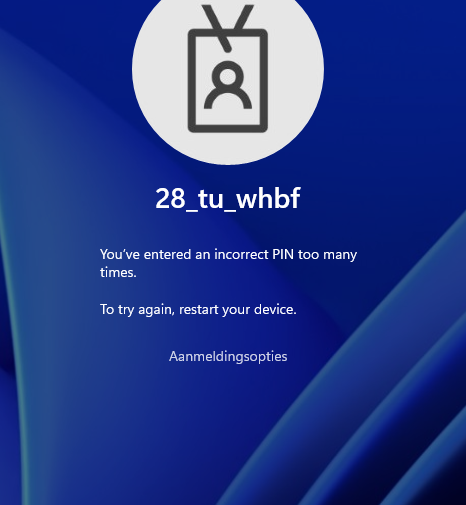 28_tu_whbf
You've entered an incorrect PIN too many
times.
To try again, restart your device.
Aanmeldingsopties